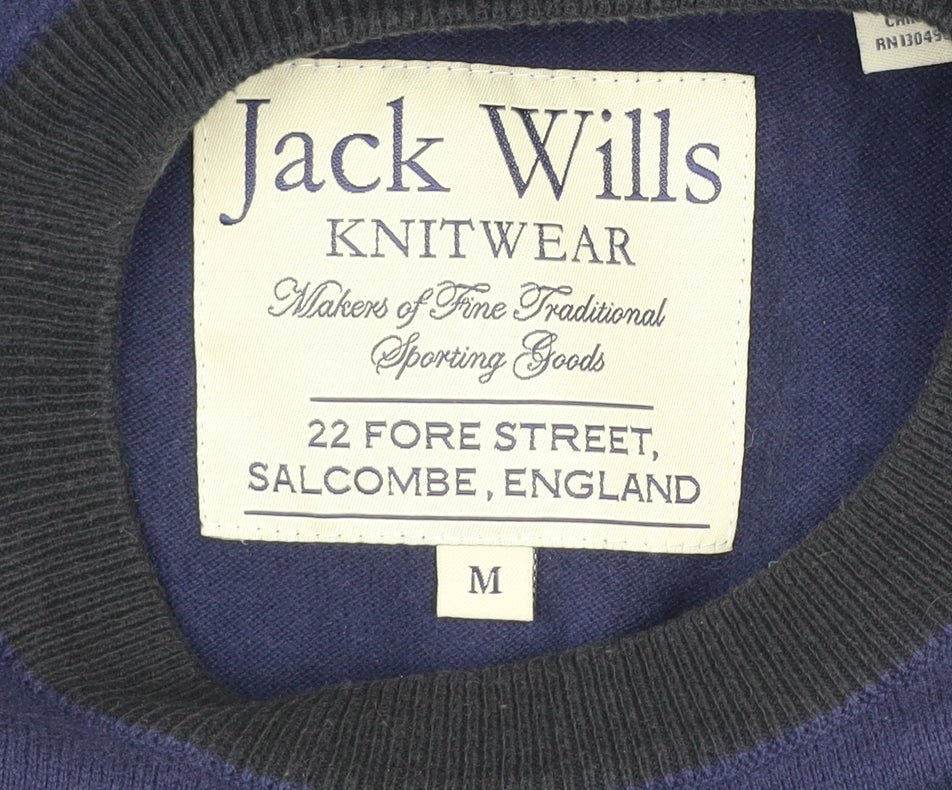 Jack Wills
KNITWEAR
Makers of Fine Traditional
Sporting Goods
22 FORE STREET,
SALCOMBE, ENGLAND
M